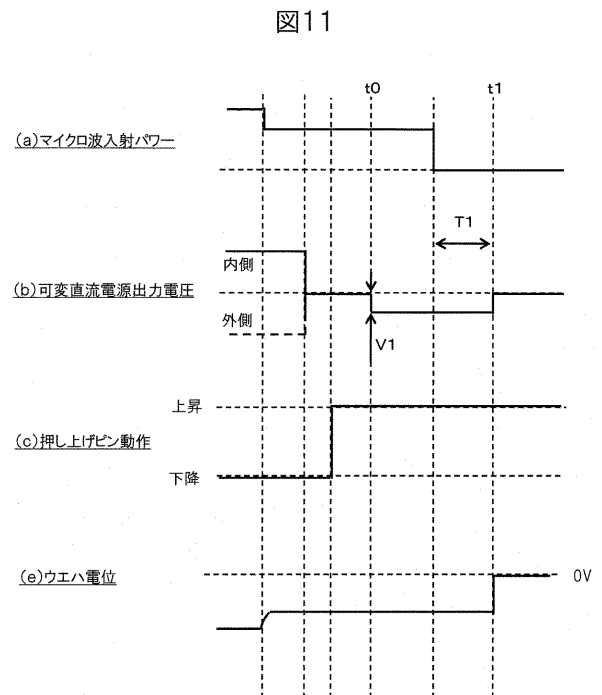 図11
t0 t1
(a)マイクロ波入射パワー
T1
内側
(b)可変直流電源出力電圧
外側
V1
上昇
(c)押し上げピン動作
下降
(e)ウエハ電位
0V